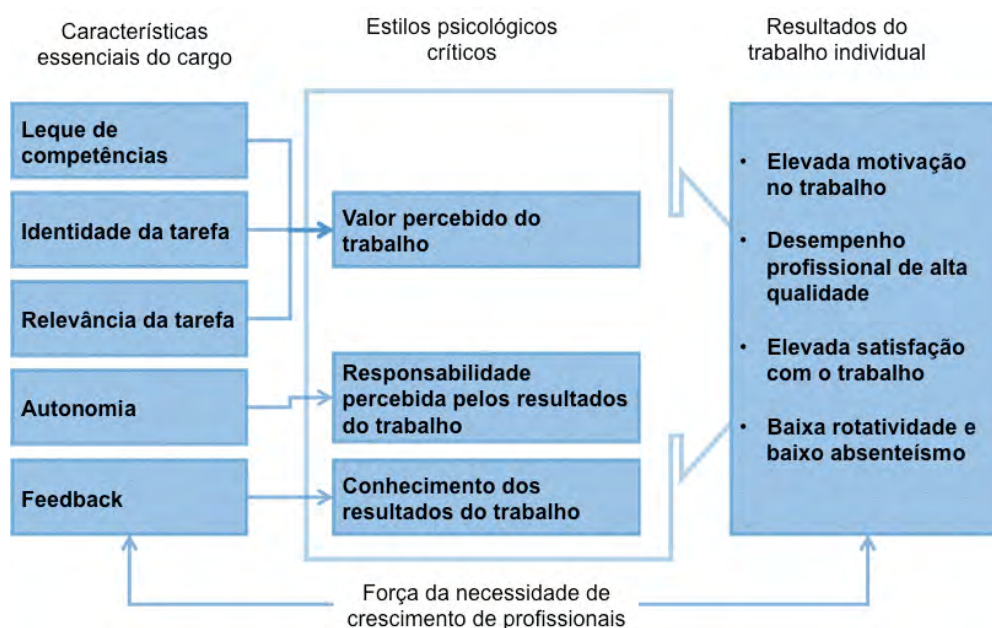 Características
essenciais do cargo
Estilos psicológicos
críticos
Resultados do
trabalho individual
Leque de
competências
Identidade da tarefa
Relevância da tarefa
Autonomia
Feedback
Valor percebido do
trabalho
Responsabilidade
percebida pelos resultados
do trabalho
Conhecimento dos
resultados do trabalho
• Elevada motivação
no trabalho
• Desempenho
profissional de alta
qualidade
• Elevada satisfação
com o trabalho
• Baixa rotatividade e
baixo absenteísmo
Força da necessidade de
crescimento de profissionais